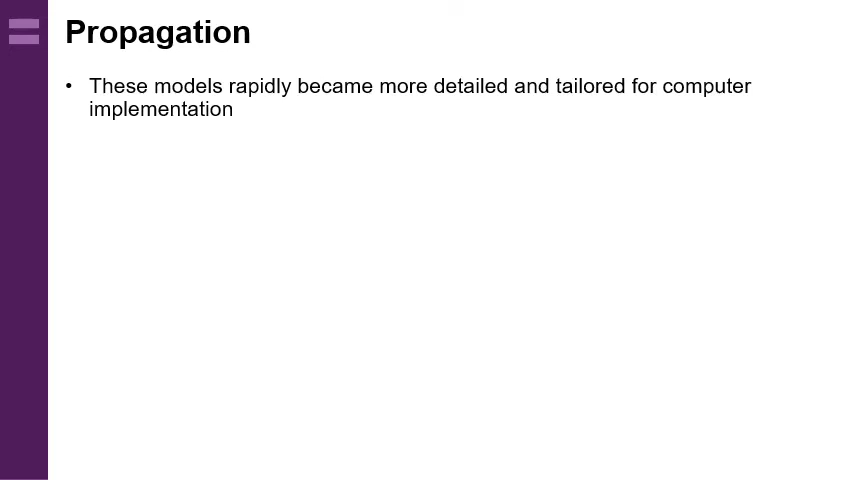 Propagation
• These models rapidly became more detailed and tailored for computer
implementation